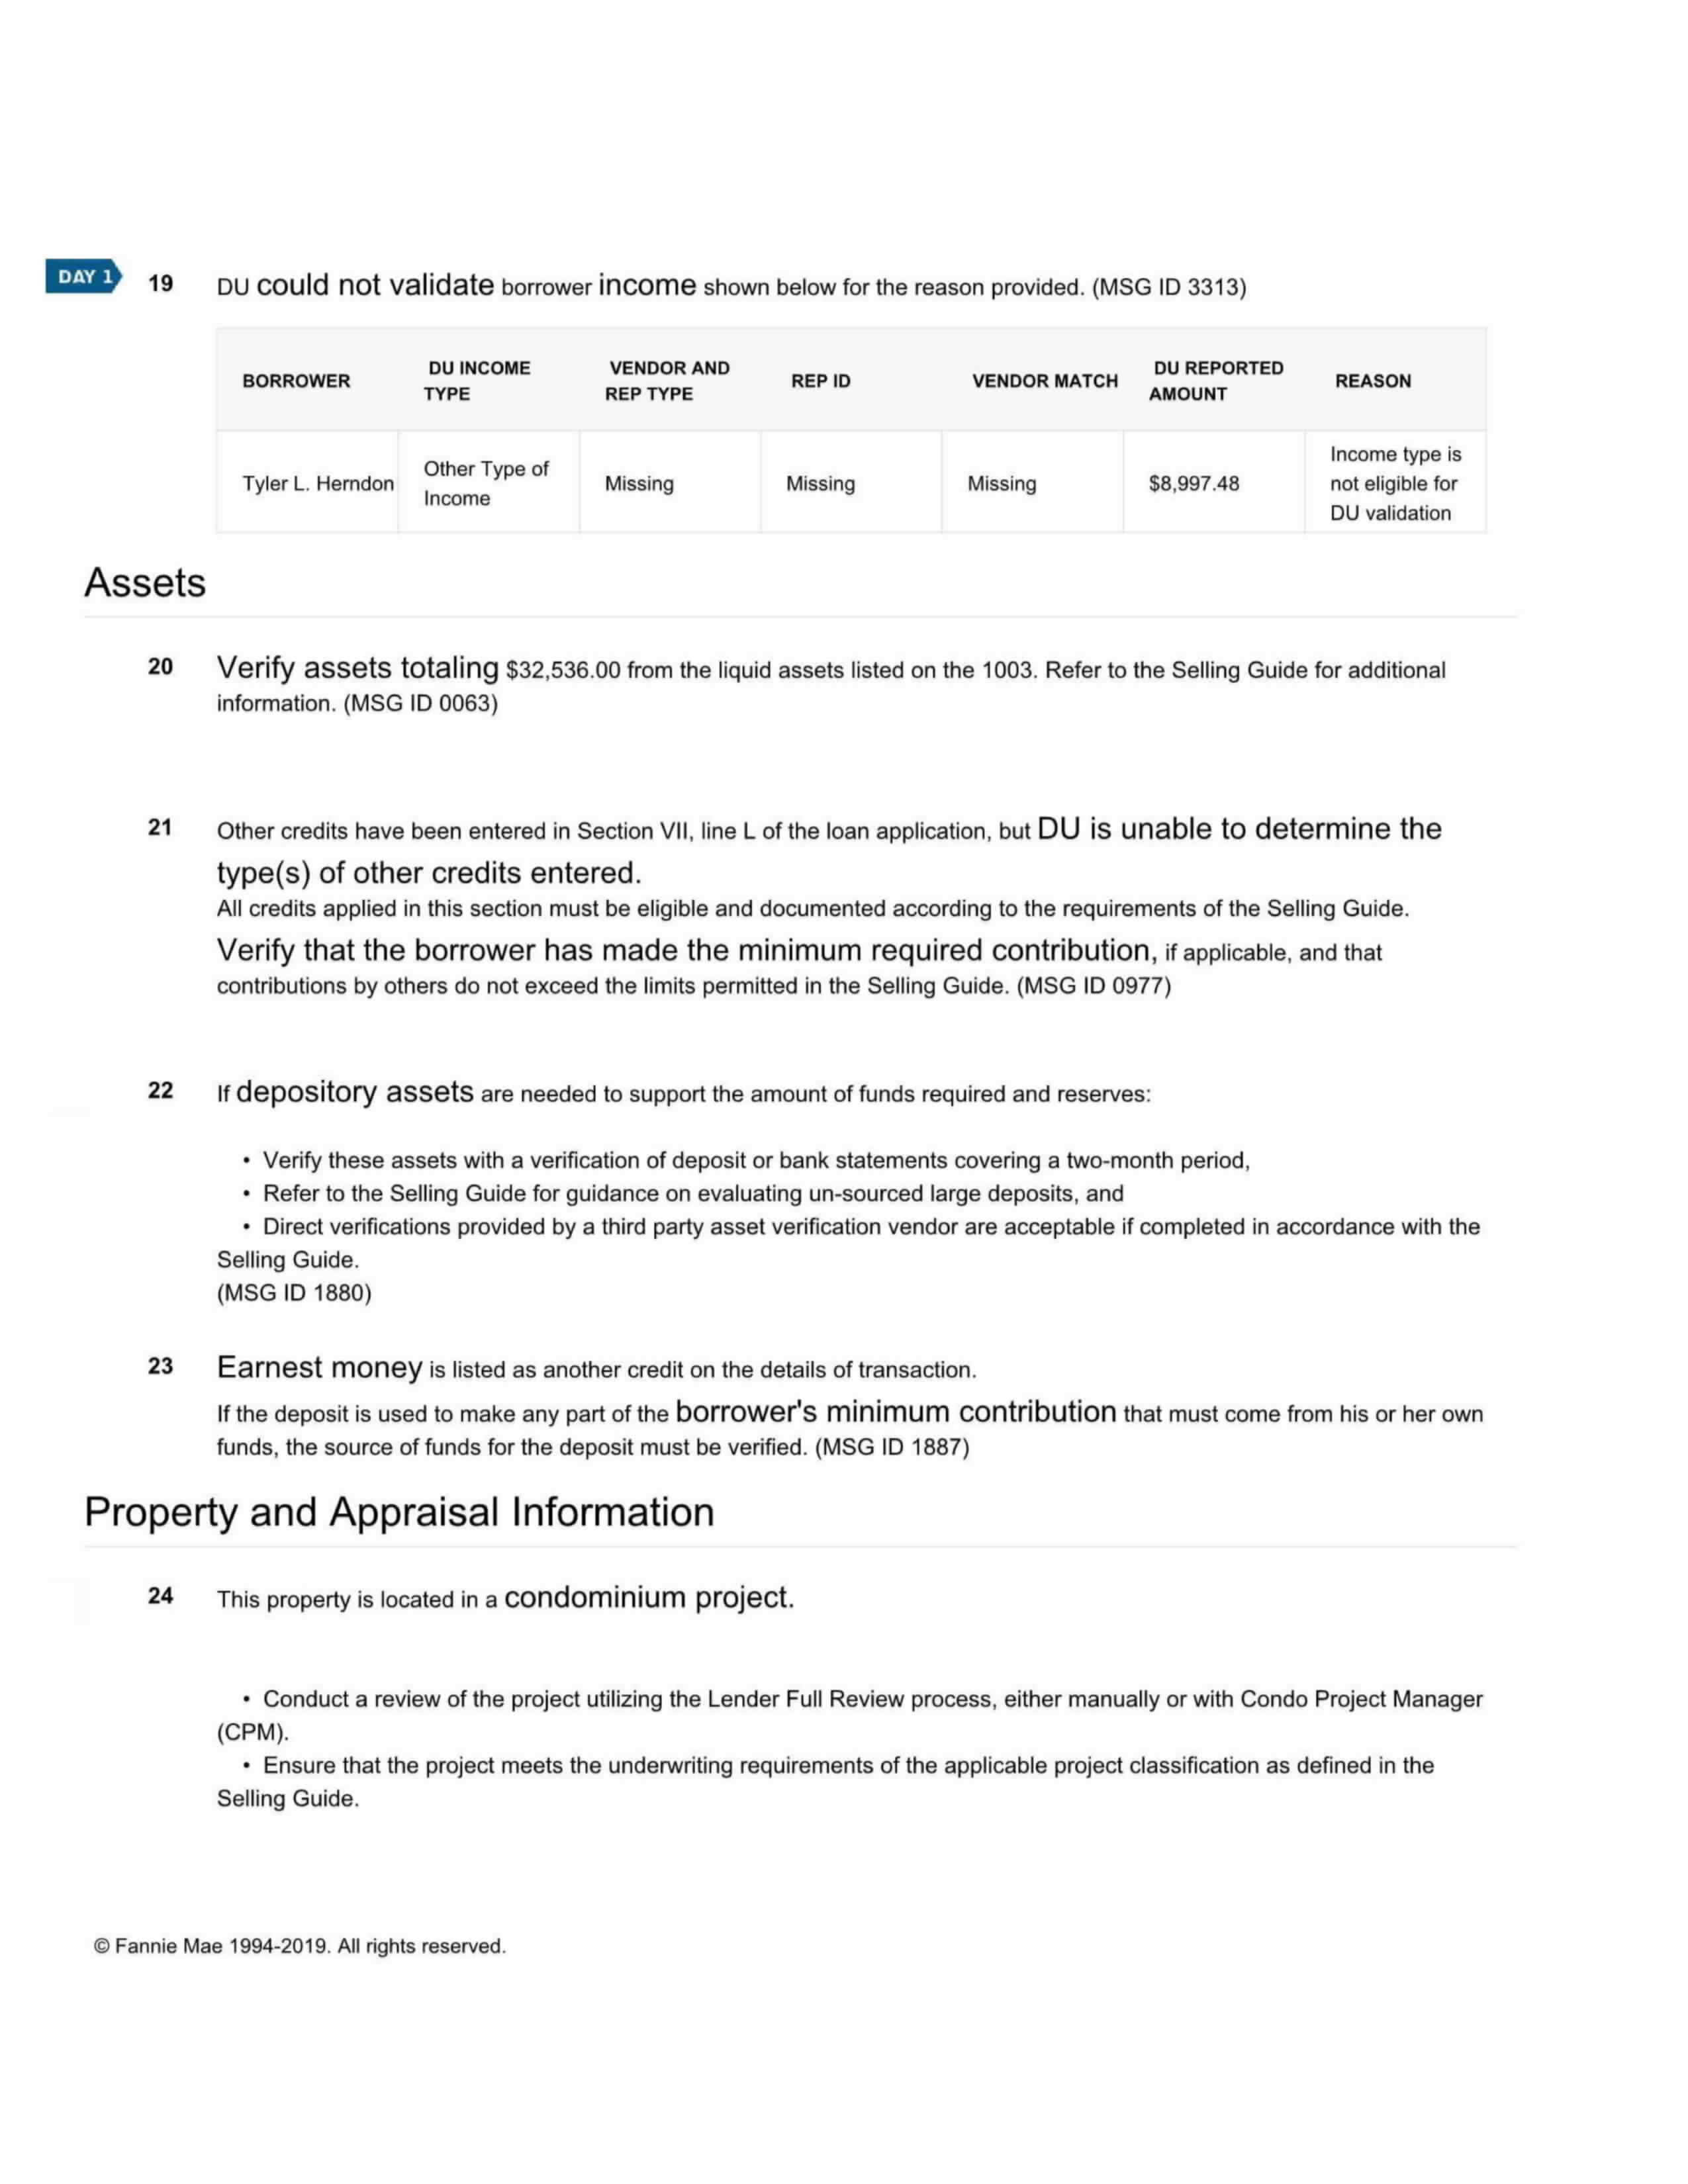 DAY 1
19 DU could not validate borrower income shown below for the reason provided. (MSG ID 3313)
BORROWER DU INCOME TYPE VENDOR AND REP TYPE REP ID VENDOR MATCH DU REPORTED AMOUNT REASON
Tyler L. Herndon Other Type of Income Missing Missing Missing $8,997.48 Income type is not eligible for DU validation
Assets
20 Verify assets totaling $32,536.00 from the liquid assets listed on the 1003. Refer to the Selling Guide for additional
information. (MSG ID 0063)
21 Other credits have been entered in Section VII, line L of the loan application, but DU is unable to determine the
type(s) of other credits entered.
All credits applied in this section must be eligible and documented according to the requirements of the Selling Guide.
Verify that the borrower has made the minimum required contribution, if applicable, and that
contributions by others do not exceed the limits permitted in the Selling Guide. (MSG ID 0977)
22 If depository assets are needed to support the amount of funds required and reserves:
• Verify these assets with a verification of deposit or bank statements covering a two-month period,
• Refer to the Selling Guide for guidance on evaluating un-sourced large deposits, and
• Direct verifications provided by a third party asset verification vendor are acceptable if completed in accordance with the
Selling Guide.
(MSG ID 1880)
23 Earnest money is listed as another credit on the details of transaction.
If the deposit is used to make any part of the borrower's minimum contribution that must come from his or her own
funds, the source of funds for the deposit must be verified. (MSG ID 1887)
Property and Appraisal Information
24 This property is located in a condominium project.
• Conduct a review of the project utilizing the Lender Full Review process, either manually or with Condo Project Manager
(CPM).
• Ensure that the project meets the underwriting requirements of the applicable project classification as defined in the
Selling Guide.
© Fannie Mae 1994-2019. All rights reserved.